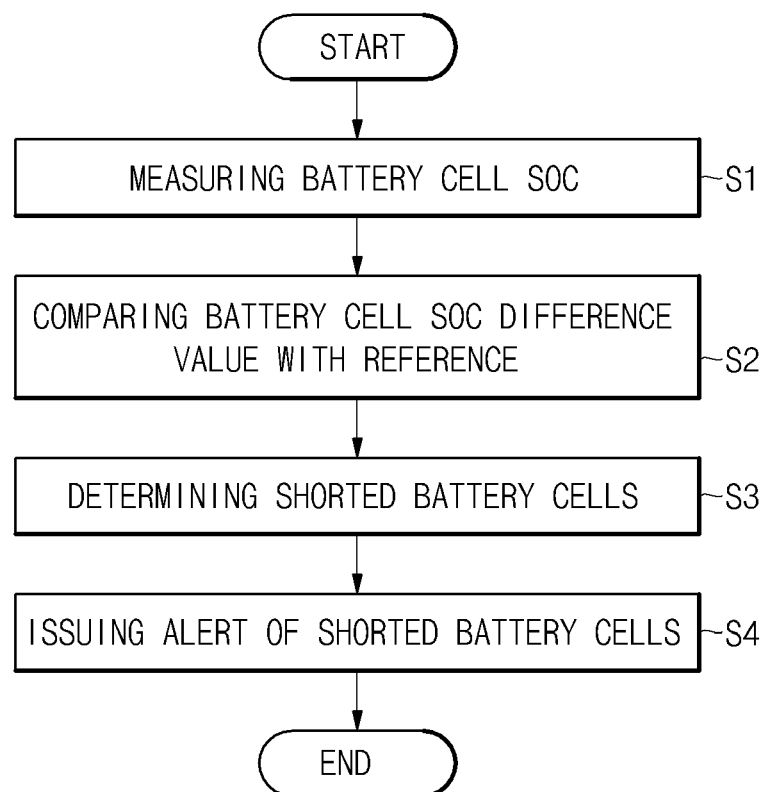 START
MEASURING BATTERY CELL SOC
S1
COMPARING BATTERY CELL SOC DIFFERENCE
VALUE WITH REFERENCE
S2
DETERMINING SHORTED BATTERY CELLS
S3
ISSUING ALERT OF SHORTED BATTERY CELLS
S4
END